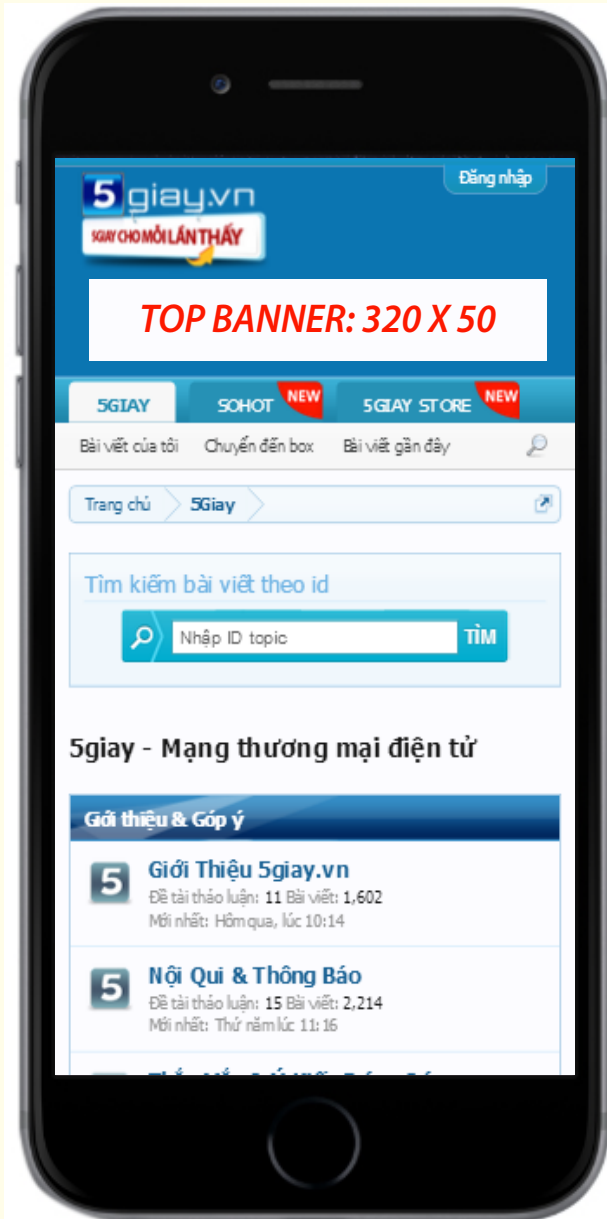 Đăng nhập
5giay.vn
5GIAY CHO MỖI LẦN THẤY
TOP BANNER: 320 X 50
5GIAY
5OHOT NEW
5GIAY STORE NEW
Bài viết của tôi Chuyển đến box Bài viết gần đây
Trang chủ 5Giay
Tìm kiếm bài viết theo id
Nhập ID topic TÌM
5giay - Mạng thương mại điện tử
Giới thiệu & Góp ý
5 Giới Thiệu 5giay.vn
Đề tài thảo luận: 11 Bài viết: 1,602
Mới nhất: Hôm qua, lúc 10:14
5 Nội Qui & Thông Báo
Đề tài thảo luận: 15 Bài viết: 2,214
Mới nhất: Thứ năm lúc 11:16